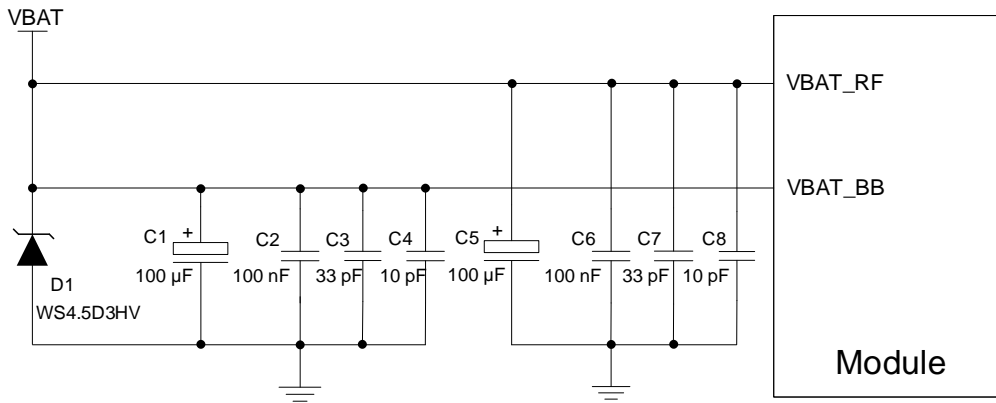 VBAT
VBAT_RF
VBAT_BB
D1
WS4.5D3HV
C1
+
100 µF
C2
100 nF
C3
33 pF
C4
10 pF
C5
+
100 µF
C6
100 nF
C7
33 pF
C8
10 pF
Module